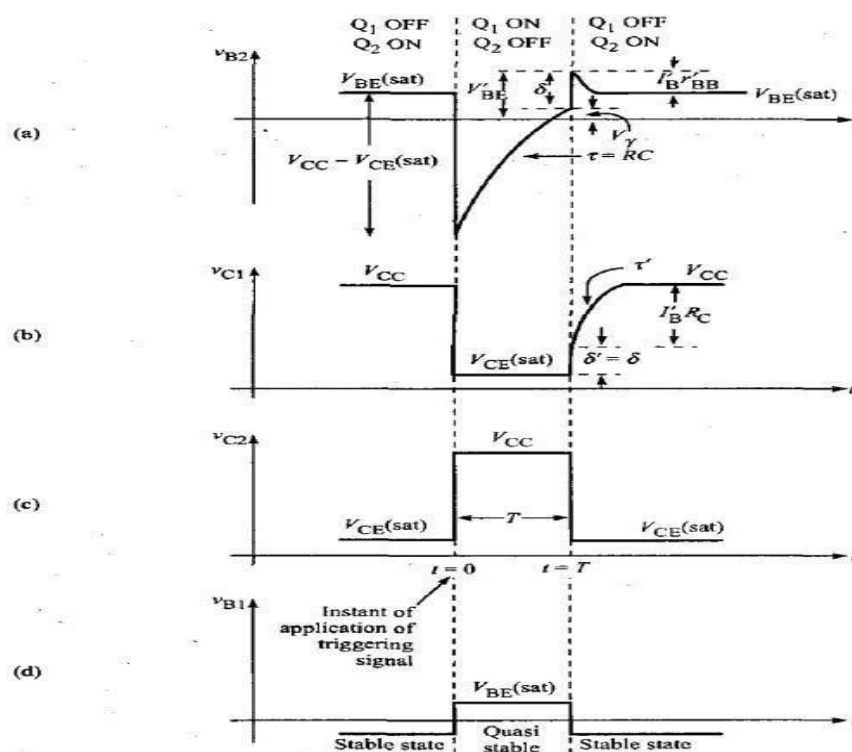 Q1 OFF Q1 ON Q1 OFF
Q2 ON Q2 OFF Q2 ON
vB2
VBE(sat)
V'BE
δ
I'B r'BB
VBE(sat)
(a)
Vγ
VCC – VCE(sat)
τ = RC
vC1
VCC
τ'
VCC
(b)
I'B RC
VCE(sat)
δ' = δ
vC2
VCC
(c)
T
VCE(sat)
VCE(sat)
t = 0
t = T
vB1
Instant of
application of
triggering
signal
(d)
VBE(sat)
Stable state
Quasi
stable
Stable state